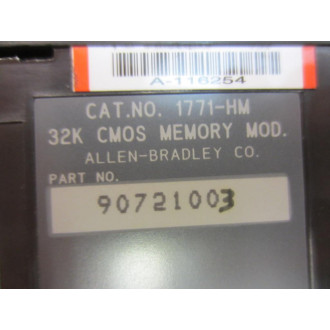 A-116254
CAT.NO. 1771-HM
32K CMOS MEMORY MOD.
ALLEN-BRADLEY CO.
PART NO.
90721003